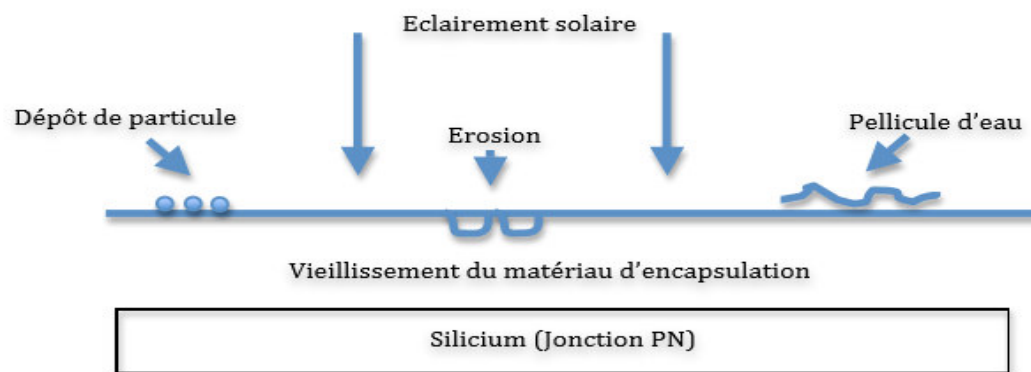 Eclairement solaire
Dépôt de particule
Erosion
Pellicule d'eau
Vieillissement du matériau d'encapsulation
Silicium (Jonction PN)